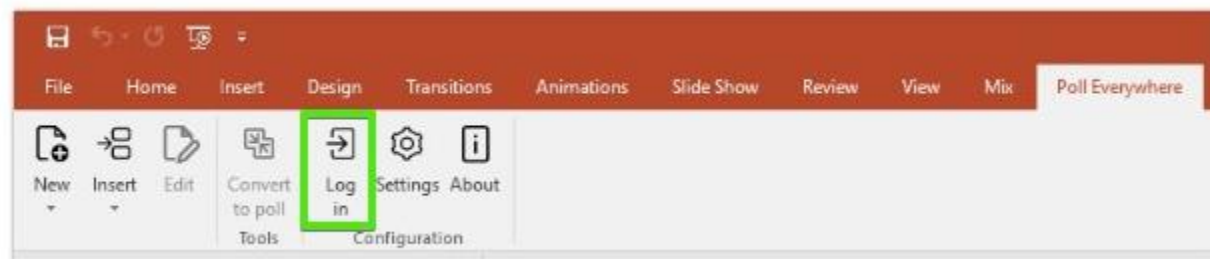 File Home Insert Design Transitions Animations Slide Show Review View Mix Poll Everywhere
New Insert Edit Convert Log Settings About
to poll in
Tools Configuration